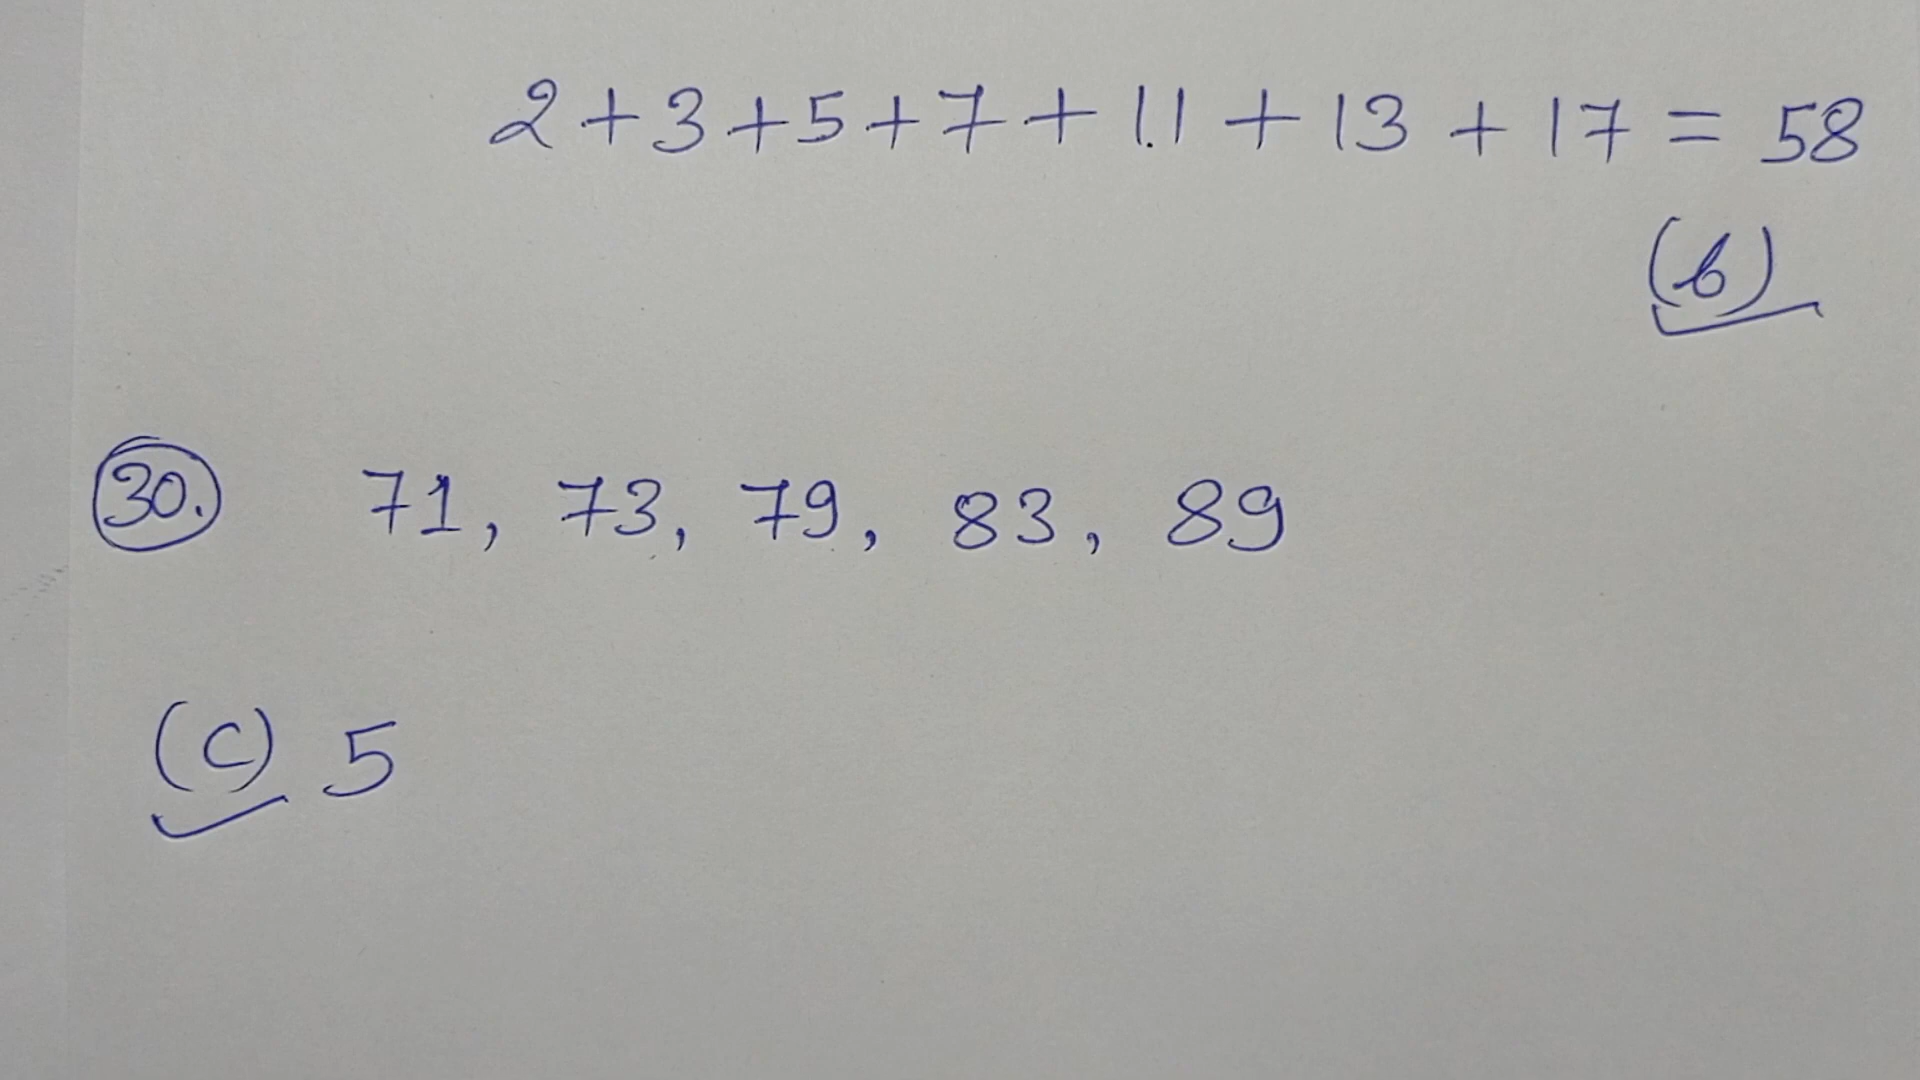 2+3+5+7+11+13+17=58
(b)
30. 71, 73, 79, 83, 89
(C) 5